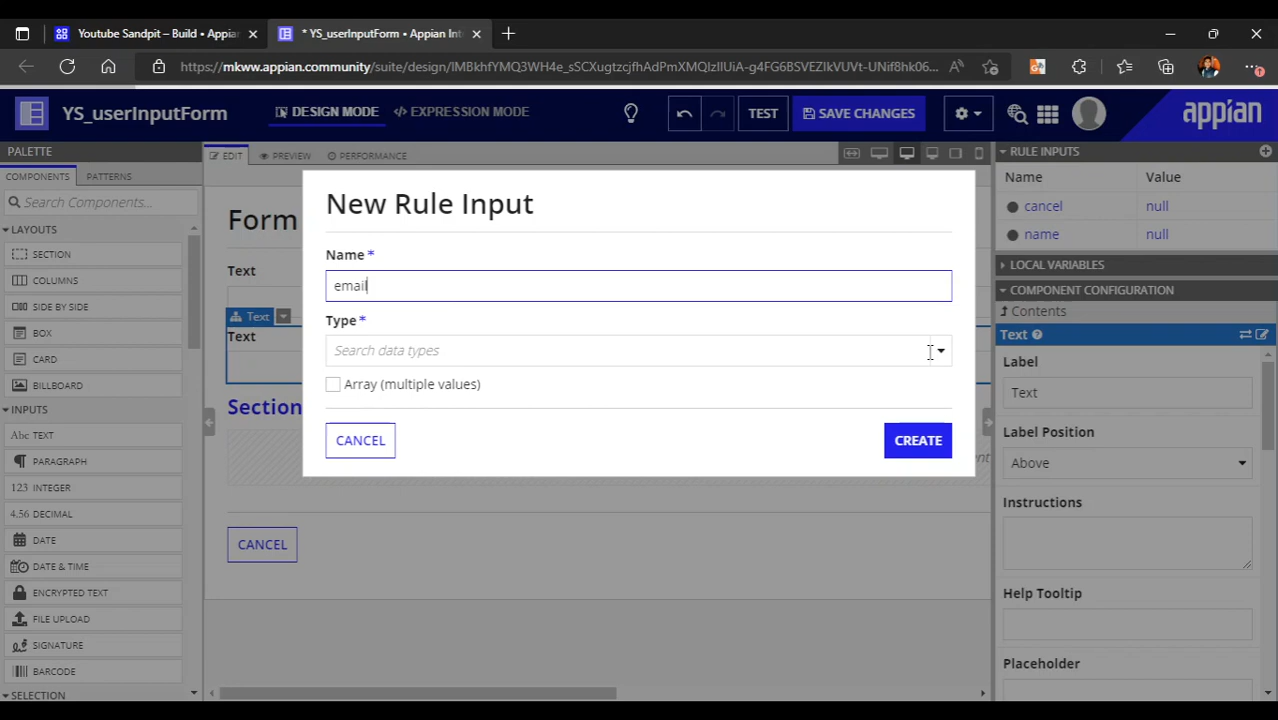 Youtube Sandpit – Build • Appian
* YS_userInputForm • Appian Int
https://mkww.appian.community/suite/design/
YS_userInputForm
DESIGN MODE
</> EXPRESSION MODE
TEST
SAVE CHANGES
appian
PALETTE
EDIT
PREVIEW
PERFORMANCE
RULE INPUTS
COMPONENTS
PATTERNS
Name
Value
Search Components...
cancel
null
name
null
LAYOUTS
SECTION
COLUMNS
SIDE BY SIDE
BOX
CARD
BILLBOARD
INPUTS
Abc TEXT
PARAGRAPH
123 INTEGER
4.56 DECIMAL
DATE
DATE & TIME
ENCRYPTED TEXT
FILE UPLOAD
SIGNATURE
BARCODE
SELECTION
Form
Text
Text
Text
Section
CANCEL
New Rule Input
Name *
email
Type *
Search data types
Array (multiple values)
CANCEL
CREATE
LOCAL VARIABLES
COMPONENT CONFIGURATION
Contents
Text
Label
Text
Label Position
Above
Instructions
Help Tooltip
Placeholder